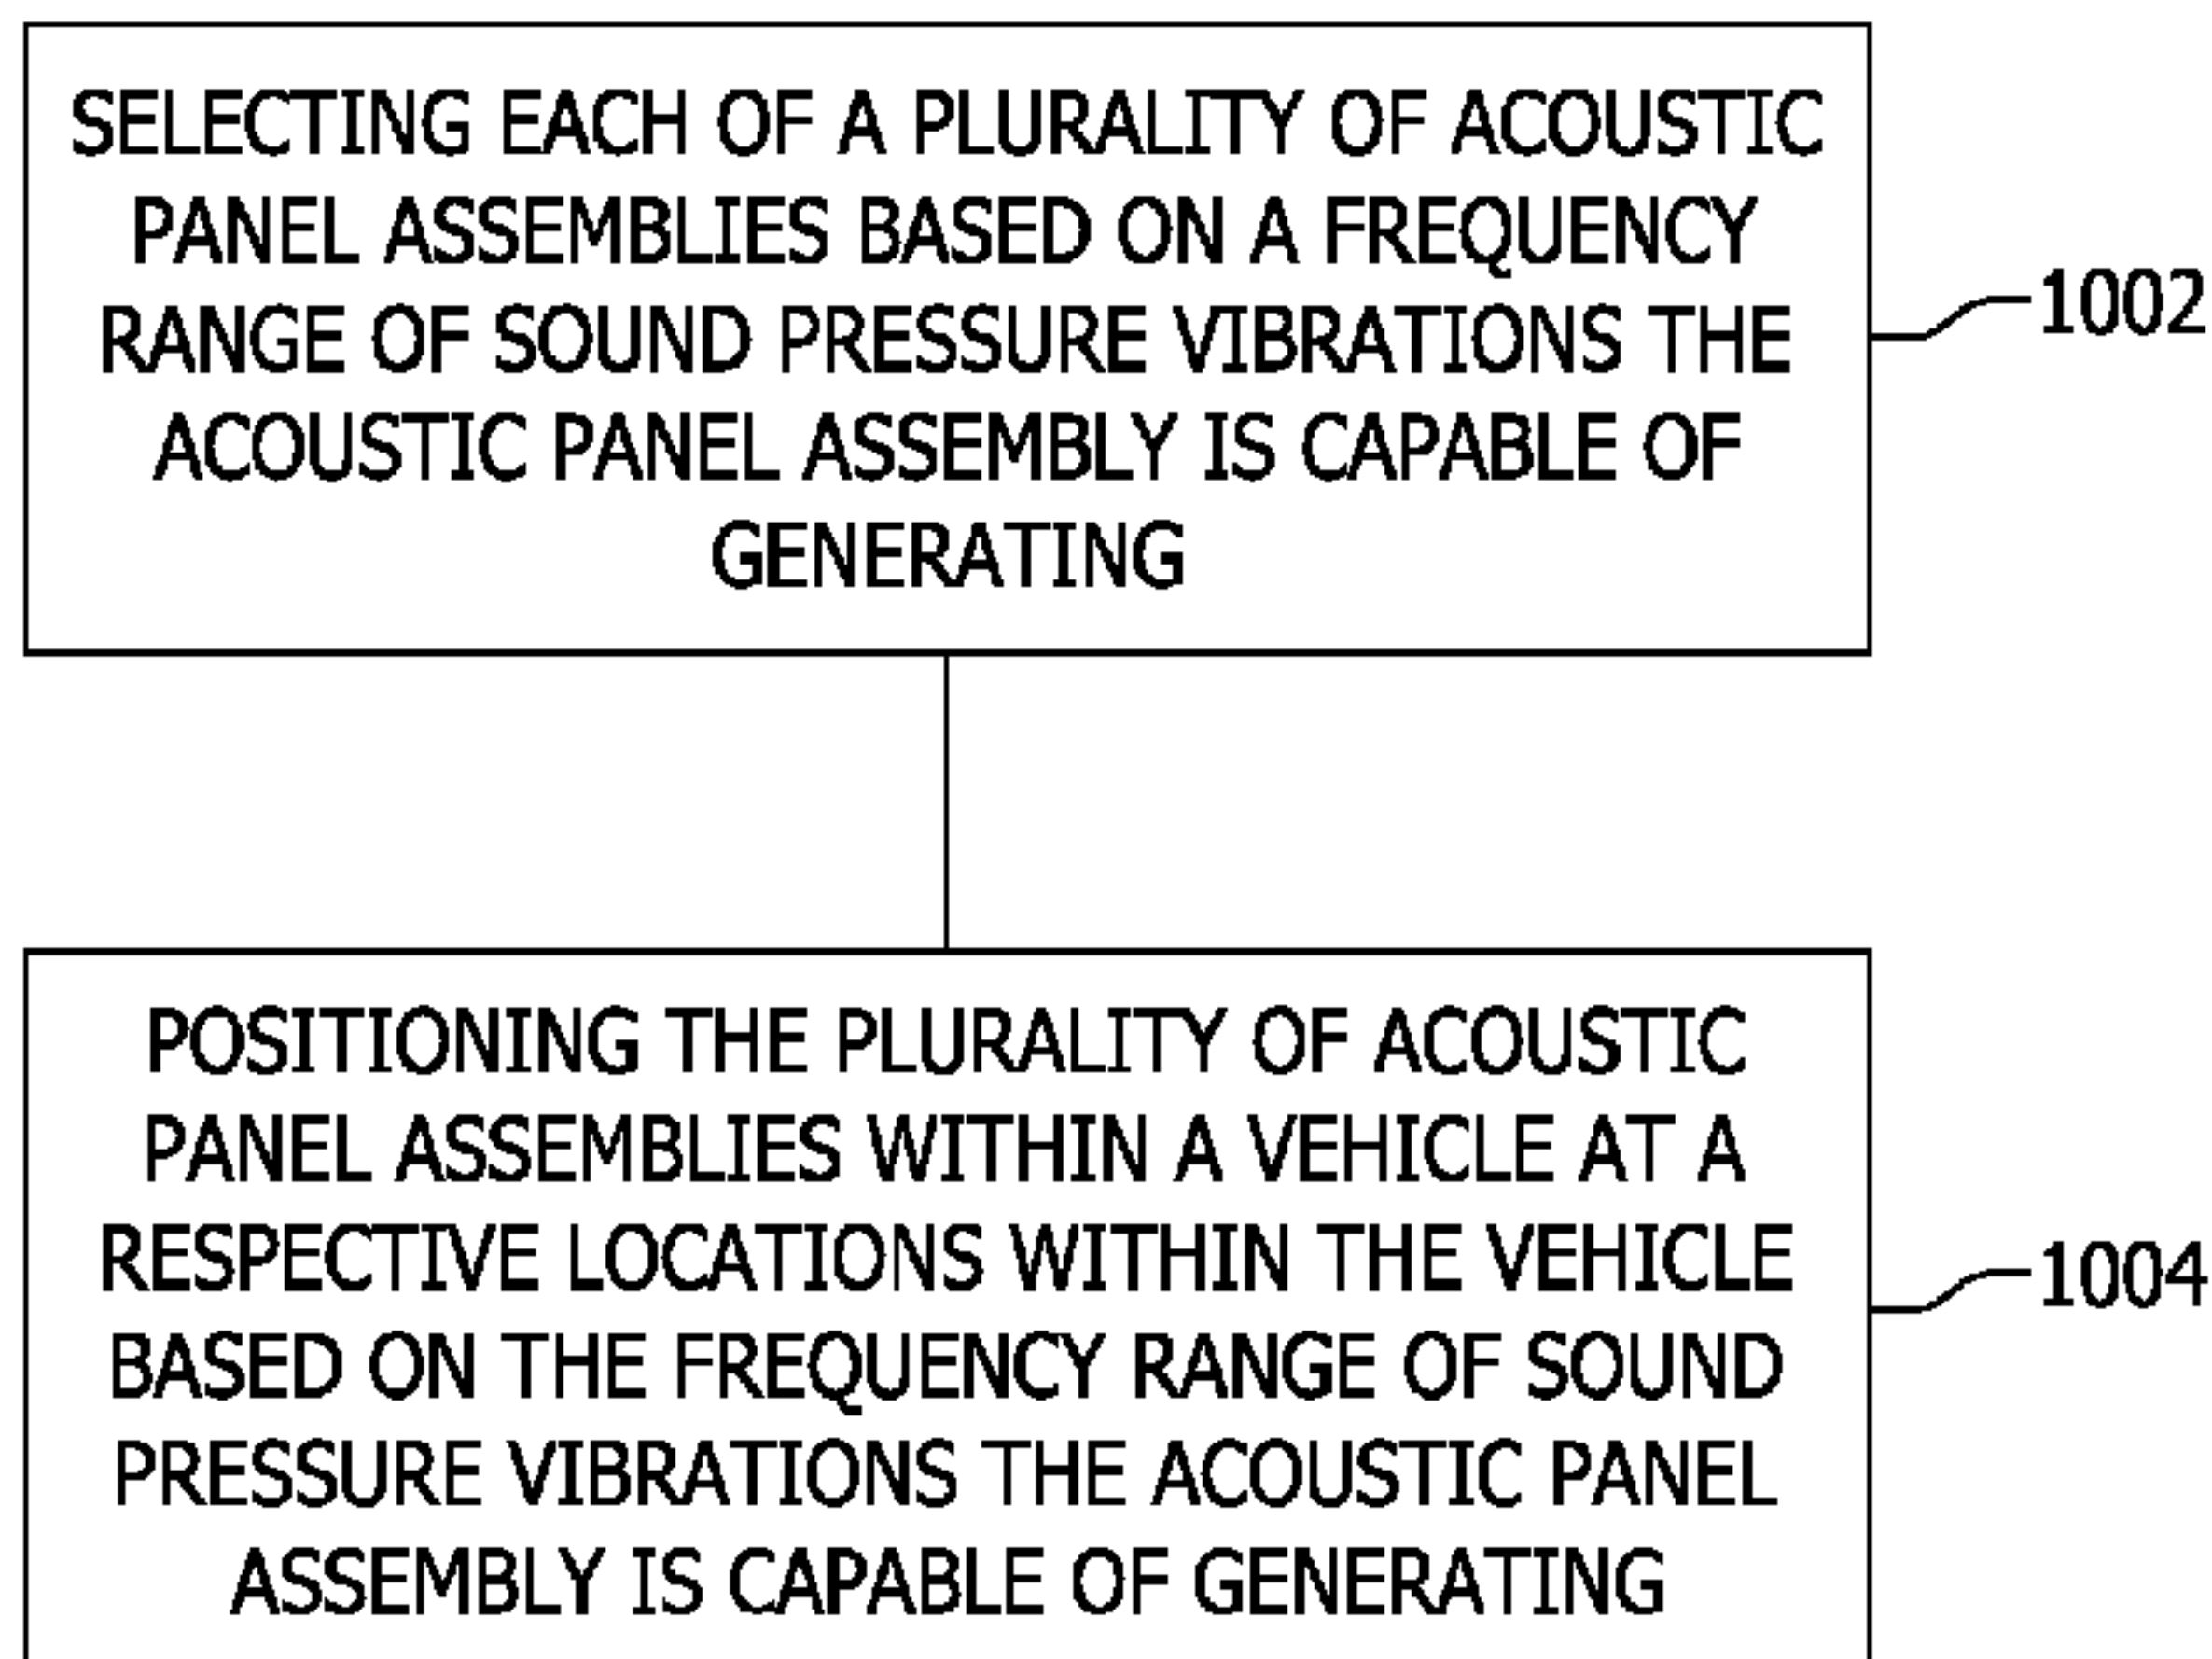 SELECTING EACH OF A PLURALITY OF ACOUSTIC
PANEL ASSEMBLIES BASED ON A FREQUENCY
RANGE OF SOUND PRESSURE VIBRATIONS THE
ACOUSTIC PANEL ASSEMBLY IS CAPABLE OF
GENERATING
1002
POSITIONING THE PLURALITY OF ACOUSTIC
PANEL ASSEMBLIES WITHIN A VEHICLE AT A
RESPECTIVE LOCATIONS WITHIN THE VEHICLE
BASED ON THE FREQUENCY RANGE OF SOUND
PRESSURE VIBRATIONS THE ACOUSTIC PANEL
ASSEMBLY IS CAPABLE OF GENERATING
1004